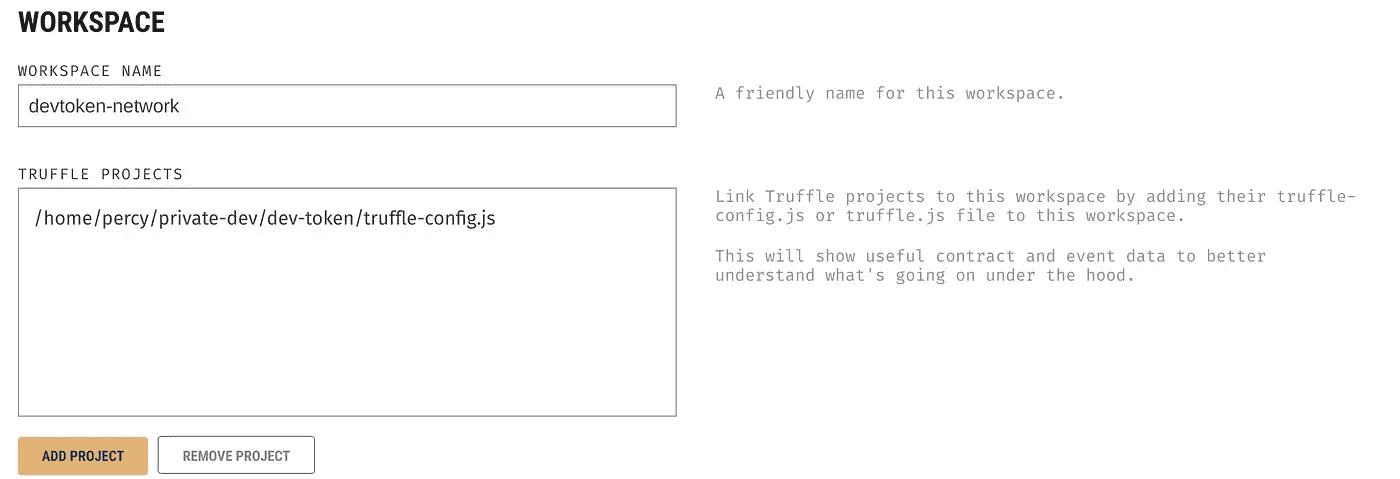 WORKSPACE
WORKSPACE NAME
devtoken-network
A friendly name for this workspace.
TRUFFLE PROJECTS
/home/percy/private-dev/dev-token/truffle-config.js
Link Truffle projects to this workspace by adding their truffle-
config.js or truffle.js file to this workspace.
This will show useful contract and event data to better
understand what's going on under the hood.
ADD PROJECT
REMOVE PROJECT